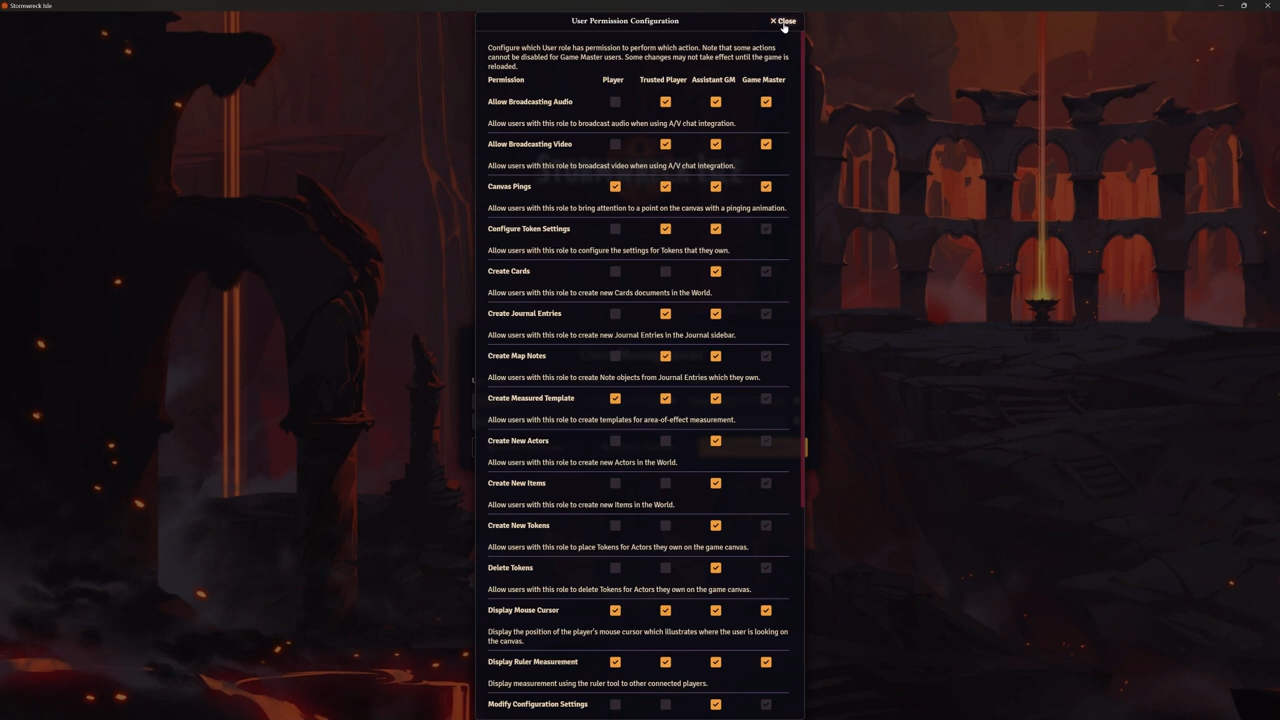 Stormwreck Isle
User Permission Configuration
Close
Configure which User role has permission to perform which action. Note that some actions
cannot be disabled for Game Master users. Some changes may not take effect until the game is
reloaded.
Permission Player Trusted Player Assistant GM Game Master
Allow Broadcasting Audio
Allow users with this role to broadcast audio when using A/V chat integration.
Allow Broadcasting Video
Allow users with this role to broadcast video when using A/V chat integration.
Canvas Pings
Allow users with this role to bring attention to a point on the canvas with a pinging animation.
Configure Token Settings
Allow users with this role to configure the settings for Tokens that they own.
Create Cards
Allow users with this role to create new Cards documents in the World.
Create Journal Entries
Allow users with this role to create new Journal Entries in the Journal sidebar.
Create Map Notes
Allow users with this role to create Note objects from Journal Entries which they own.
Create Measured Template
Allow users with this role to create templates for area-of-effect measurement.
Create New Actors
Allow users with this role to create new Actors in the World.
Create New Items
Allow users with this role to create new Items in the World.
Create New Tokens
Allow users with this role to place Tokens for Actors they own on the game canvas.
Delete Tokens
Allow users with this role to delete Tokens for Actors they own on the game canvas.
Display Mouse Cursor
Display the position of the player's mouse cursor which illustrates where the user is looking on
the canvas.
Display Ruler Measurement
Display measurement using the ruler tool to other connected players.
Modify Configuration Settings